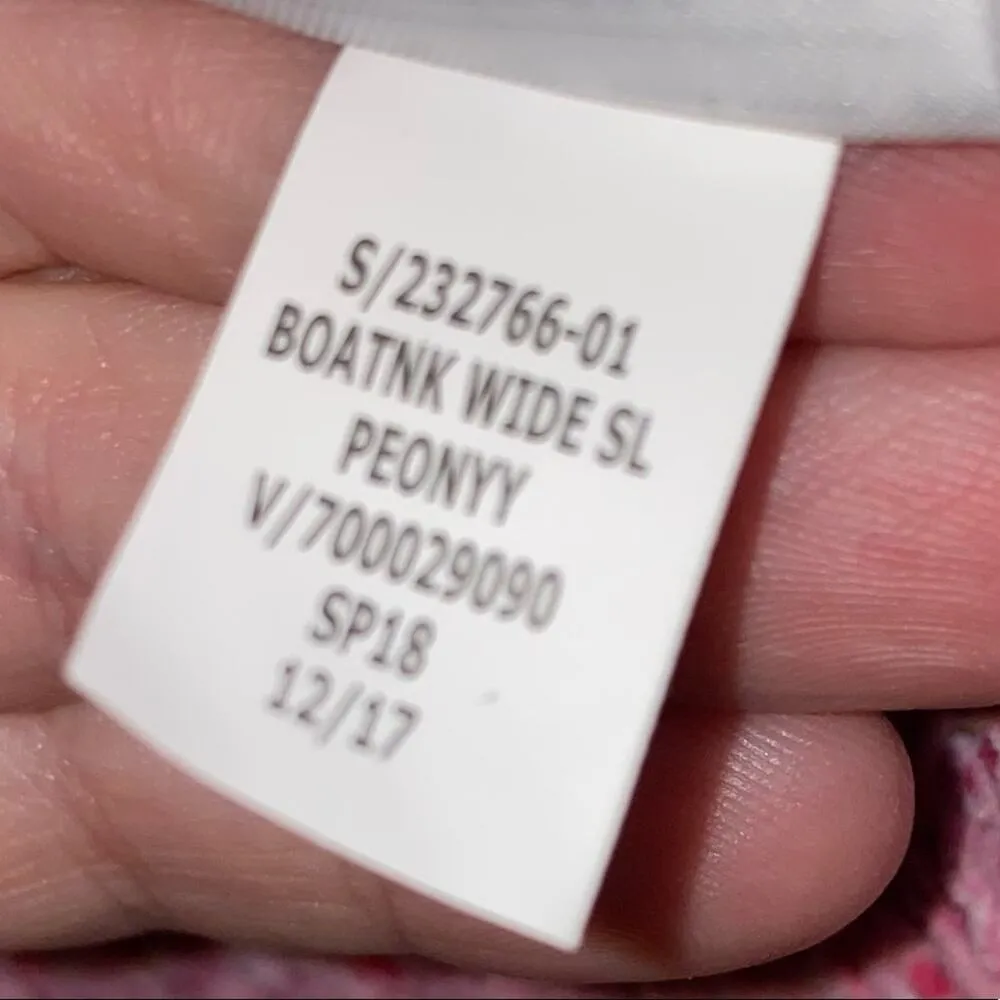 S/232766-01
BOATNK WIDE SL
PEONYY
V/700029090
SP18
12/17